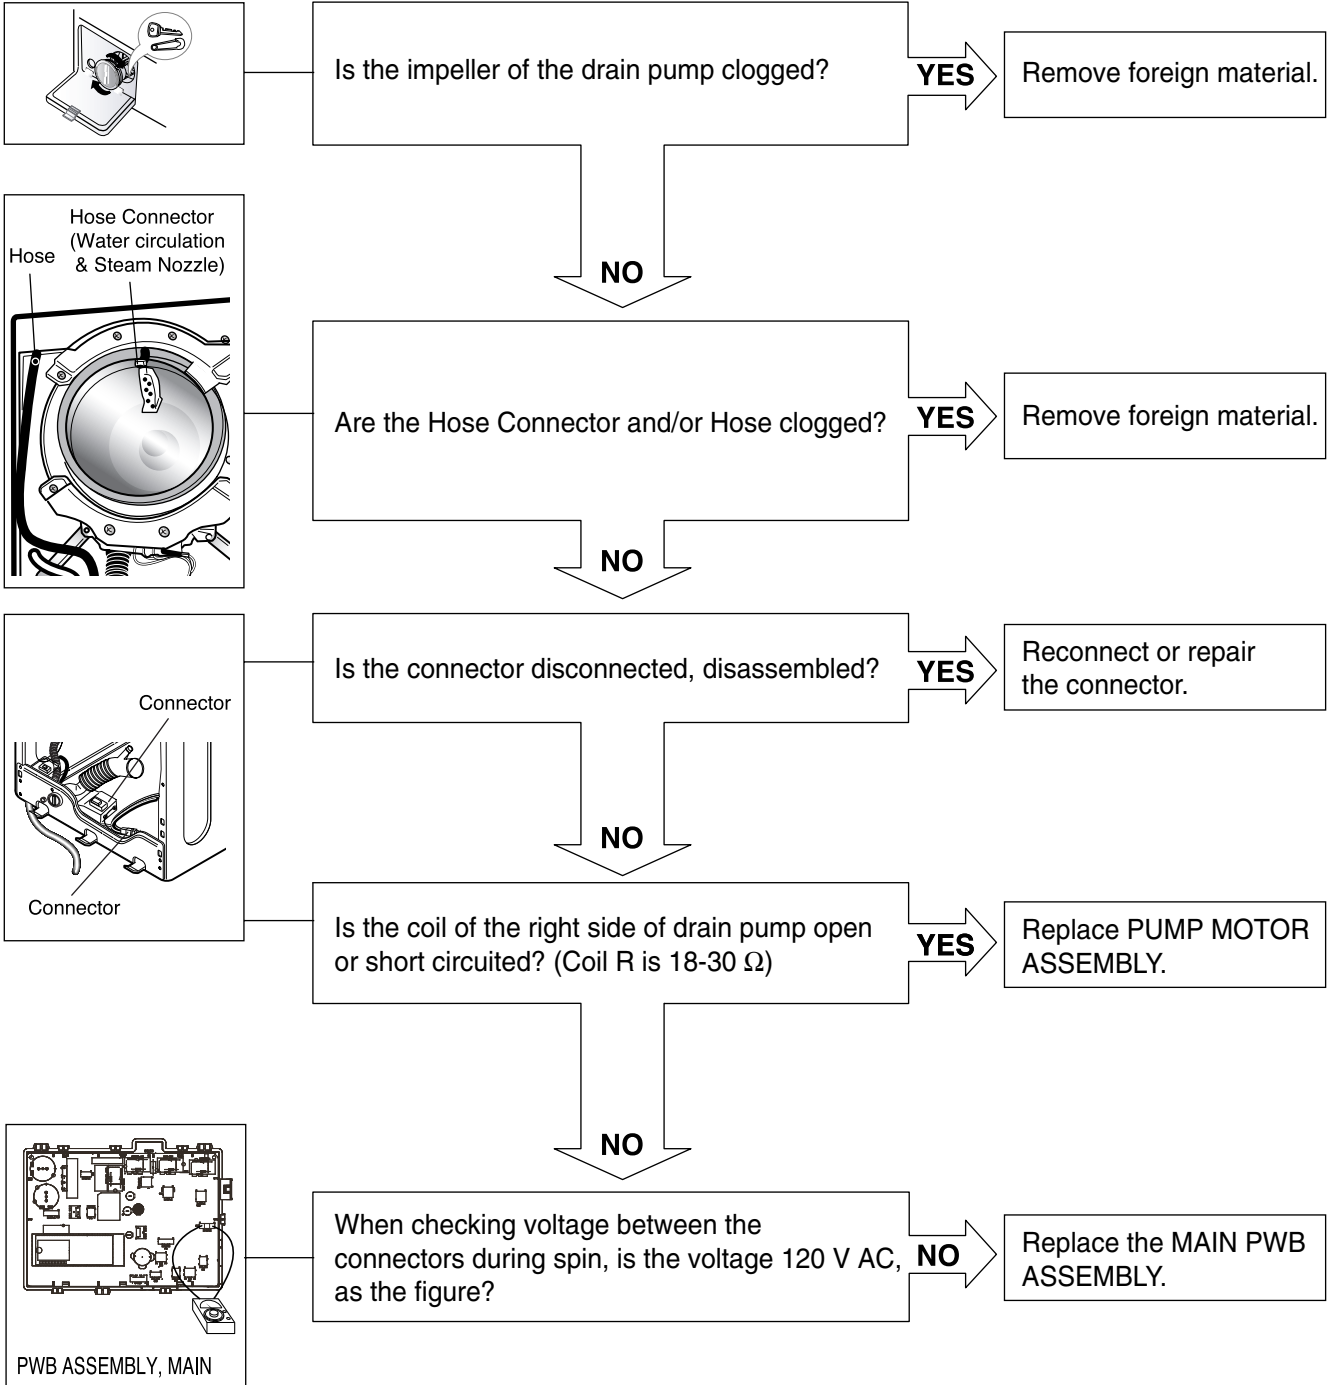 Is the impeller of the drain pump clogged?
YES
Remove foreign material.
NO
Hose Connector
(Water circulation
& Steam Nozzle)
Hose
Are the Hose Connector and/or Hose clogged?
YES
Remove foreign material.
NO
Connector
Connector
Is the connector disconnected, disassembled?
YES
Reconnect or repair
the connector.
NO
Is the coil of the right side of drain pump open
or short circuited? (Coil R is 18-30 Ω)
YES
Replace PUMP MOTOR
ASSEMBLY.
NO
PWB ASSEMBLY, MAIN
When checking voltage between the
connectors during spin, is the voltage 120 V AC,
as the figure?
NO
Replace the MAIN PWB
ASSEMBLY.